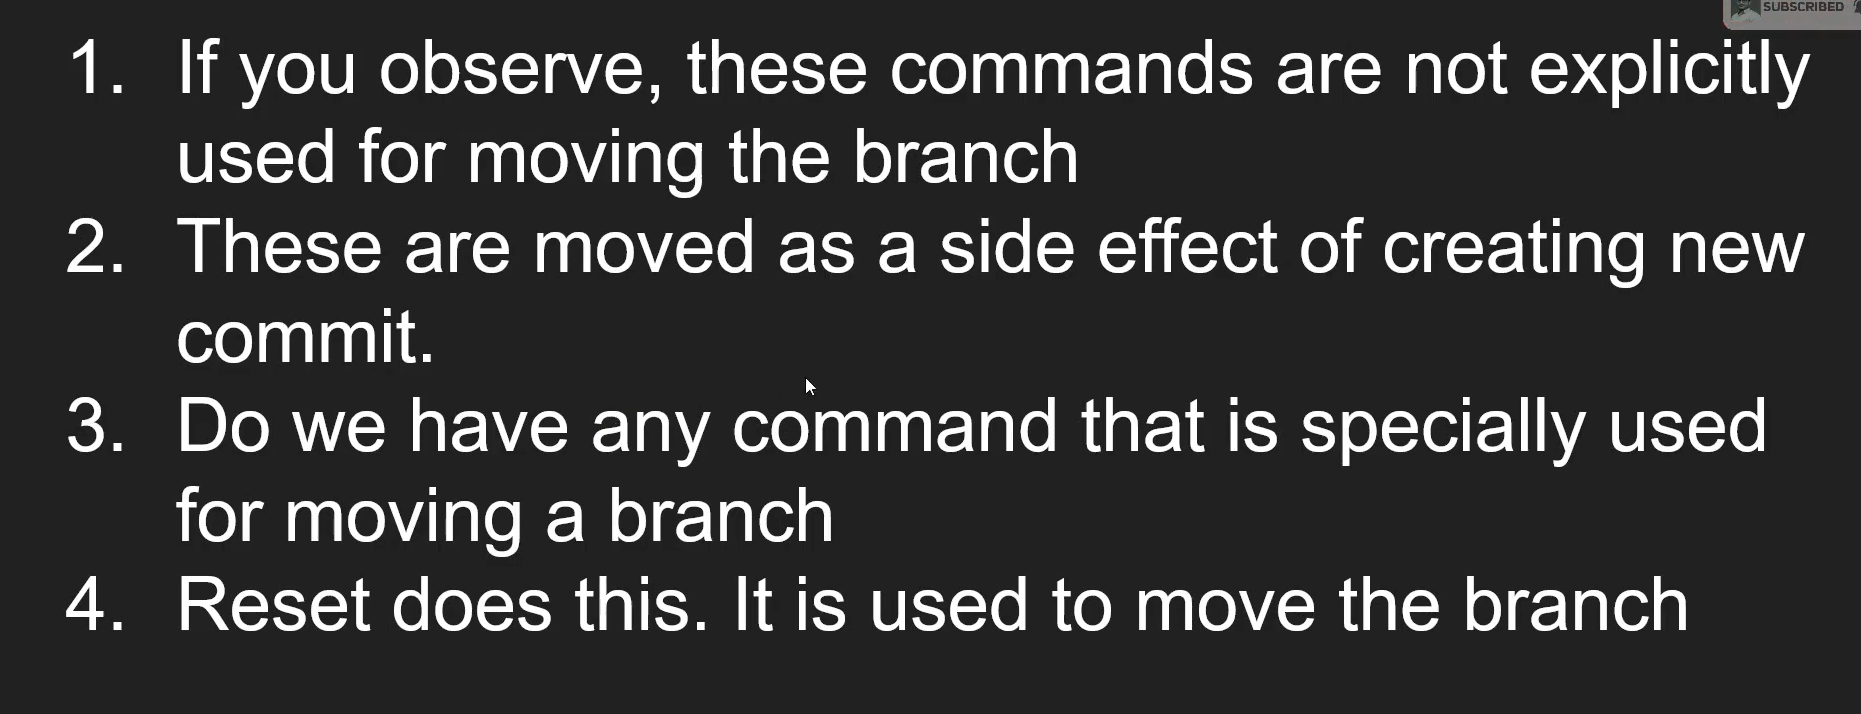 SUBSCRIBED
1. If you observe, these commands are not explicitly
used for moving the branch
2. These are moved as a side effect of creating new
commit.
3. Do we have any command that is specially used
for moving a branch
4. Reset does this. It is used to move the branch